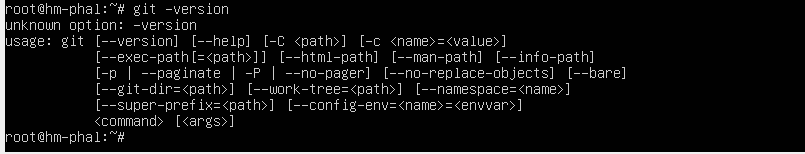 root@hm-phal:~# git -version
unknown option: -version
usage: git [--version] [--help] [-C <path>] [-c <name>=<value>]
           [--exec-path[=<path>]] [--html-path] [--man-path] [--info-path]
           [-p | --paginate | -P | --no-pager] [--no-replace-objects] [--bare]
           [--git-dir=<path>] [--work-tree=<path>] [--namespace=<name>]
           [--super-prefix=<path>] [--config-env=<name>=<envvar>]
           <command> [<args>]
root@hm-phal:~#